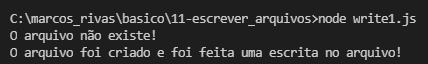 C:\marcos_rivas\basico\11-escrever_arquivos>node write1.js
O arquivo não existe!
O arquivo foi criado e foi feita uma escrita no arquivo!